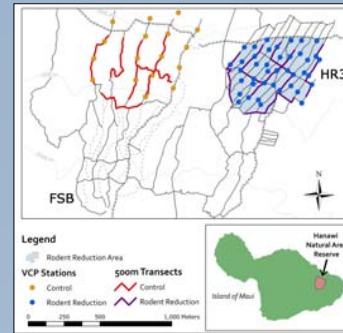 HR3
FSB
N
Legend
Rodent Reduction Area
VCP Stations
500m Transects
Control
Control
Rodent Reduction
Rodent Reduction
0 250 500 1,000 Meters
Hanawi
Natural Area
Reserve
Island of Maui